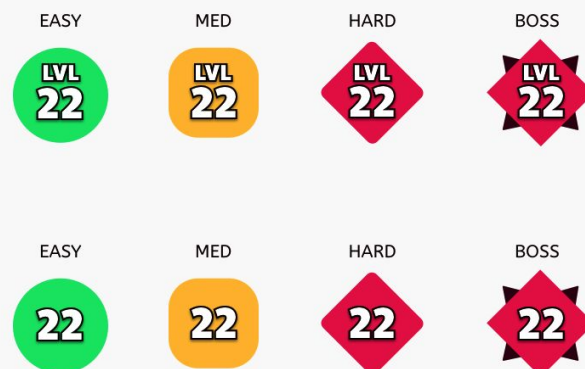 EASY MED HARD BOSS
LVL LVL LVL LVL
22 22 22 22
EASY MED HARD BOSS
22 22 22 22